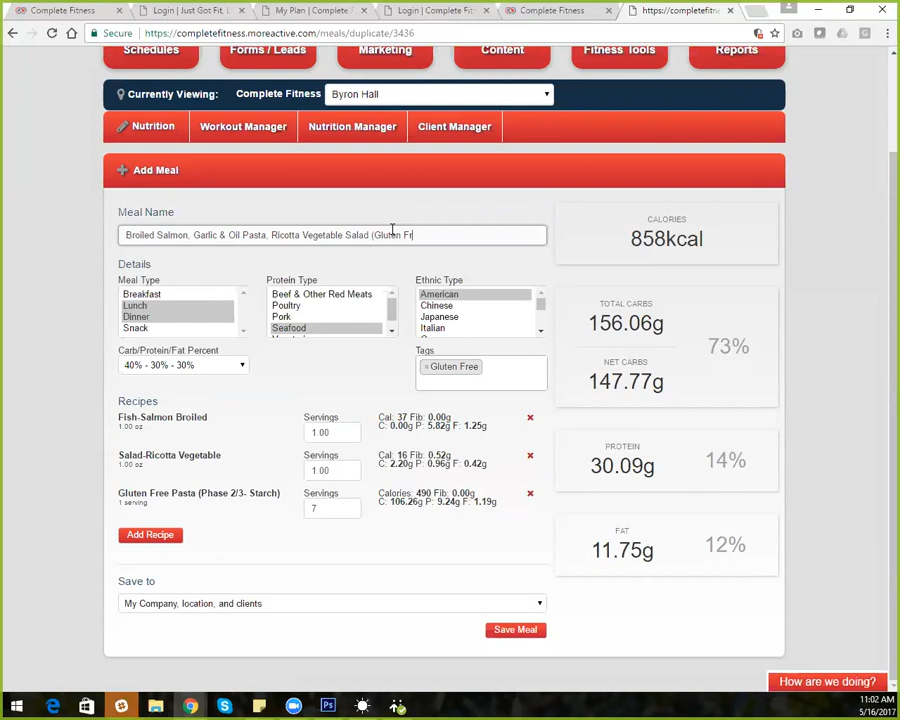 Complete Fitness
Login | Just Got Fit, L
My Plan | Complete F
Login | Complete Fitn
Complete Fitness
https://completefitn
Secure
https://completefitness.moreactive.com/meals/duplicate/3436
Schedules
Forms / Leads
Marketing
Content
Fitness Tools
Reports
Currently Viewing:
Complete Fitness
Byron Hall
Nutrition
Workout Manager
Nutrition Manager
Client Manager
Add Meal
Meal Name
Broiled Salmon, Garlic & Oil Pasta, Ricotta Vegetable Salad (Gluten Fr
Details
Meal Type
Breakfast
Lunch
Dinner
Snack
Protein Type
Beef & Other Red Meats
Poultry
Pork
Seafood
Ethnic Type
American
Chinese
Japanese
Italian
Carb/Protein/Fat Percent
40% - 30% - 30%
Tags
× Gluten Free
Recipes
Fish-Salmon Broiled
1.00 oz
Servings
1.00
Cal: 37 Fib: 0.00g
C: 0.00g P: 5.82g F: 1.25g
Salad-Ricotta Vegetable
1.00 oz
Servings
1.00
Cal: 16 Fib: 0.52g
C: 2.20g P: 0.96g F: 0.42g
Gluten Free Pasta (Phase 2/3- Starch)
1 serving
Servings
7
Calories: 490 Fib: 0.00g
C: 106.26g P: 9.24g F: 1.19g
Add Recipe
Save to
My Company, location, and clients
Save Meal
CALORIES
858kcal
TOTAL CARBS
156.06g
NET CARBS
147.77g
73%
PROTEIN
30.09g
14%
FAT
11.75g
12%
How are we doing?
11:02 AM
5/16/2017